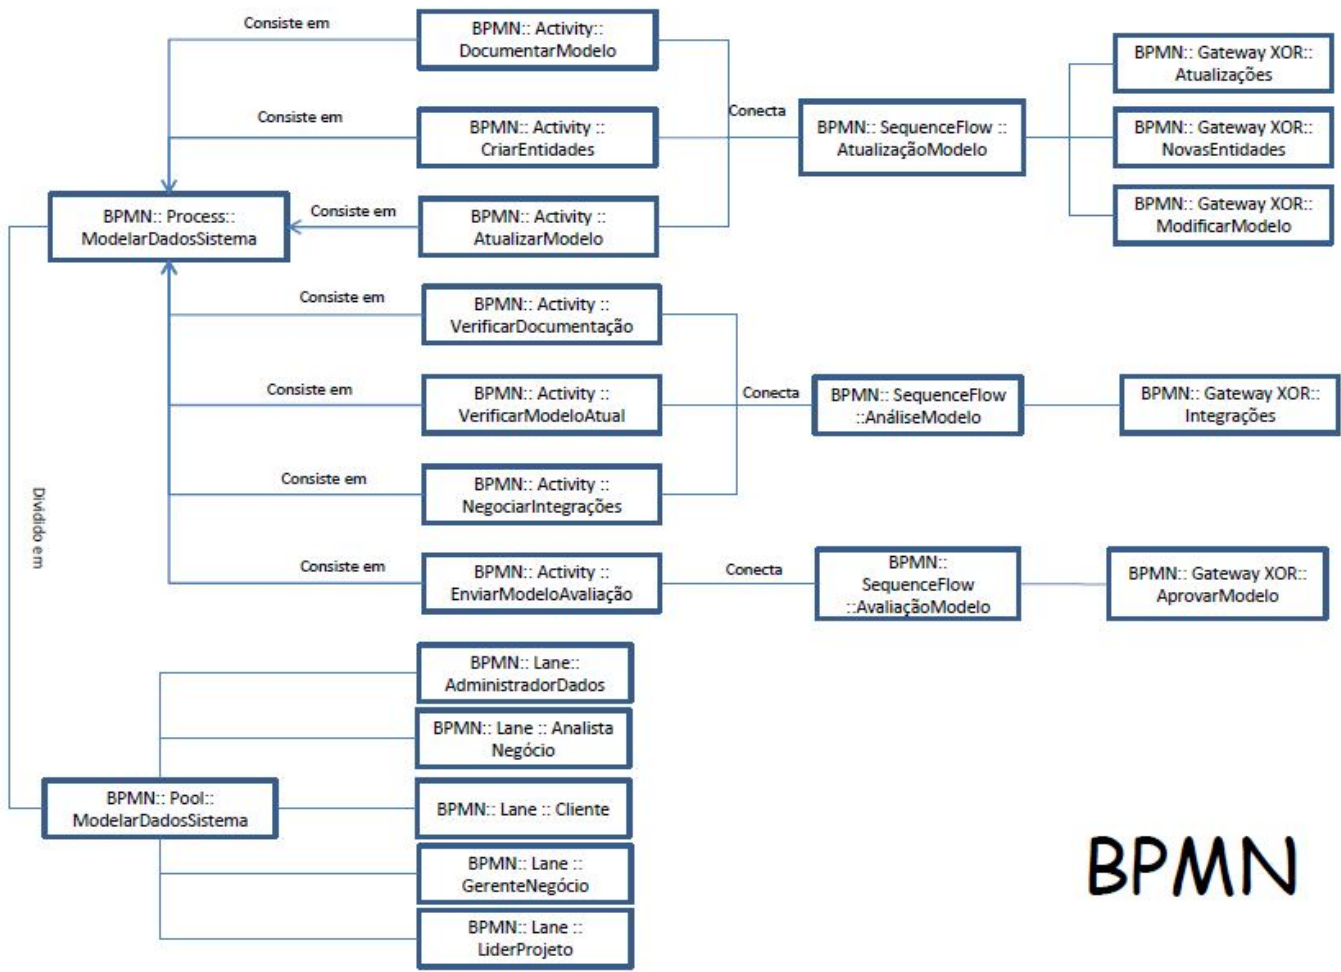 Consiste em
BPMN:: Activity::
DocumentarModelo
BPMN:: Gateway XOR::
Atualizações
Consiste em
BPMN:: Activity ::
CriarEntidades
Conecta
BPMN:: SequenceFlow ::
AtualizaçãoModelo
BPMN:: Gateway XOR::
NovasEntidades
BPMN:: Process::
ModelarDadosSistema
Consiste em
BPMN:: Activity ::
AtualizarModelo
BPMN:: Gateway XOR::
ModificarModelo
Consiste em
BPMN:: Activity ::
VerificarDocumentação
Consiste em
BPMN:: Activity ::
VerificarModeloAtual
Conecta
BPMN:: SequenceFlow
::AnáliseModelo
BPMN:: Gateway XOR::
Integrações
Consiste em
BPMN:: Activity ::
NegociarIntegrações
Dividido em
Consiste em
BPMN:: Activity ::
EnviarModeloAvaliação
Conecta
BPMN::
SequenceFlow
::AvaliaçãoModelo
BPMN:: Gateway XOR::
AprovarModelo
BPMN:: Lane::
AdministradorDados
BPMN:: Lane :: Analista
Negócio
BPMN:: Pool::
ModelarDadosSistema
BPMN:: Lane :: Cliente
BPMN:: Lane ::
GerenteNegócio
BPMN:: Lane ::
LiderProjeto
BPMN